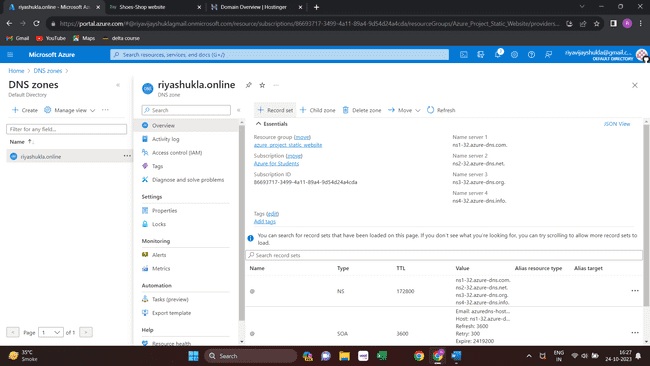 riyashukla.online - Microsoft Az
Shoes-Shop website
Domain Overview | Hostinger
https://portal.azure.com/#@riyavijayshuklagmail.onmicrosoft.com/resource/subscriptions/86693717-3499-4a11-89a4-9d54d24a4cda/resourceGroups/Azure_Project_Static_Website/providers...
Gmail
YouTube
Maps
delta course
Microsoft Azure
Search resources, services, and docs (G+/)
riyavijayshukla@gmail.c...
DEFAULT DIRECTORY
Home > DNS zones >
DNS zones
Default Directory
+ Create
Manage view
Filter for any field...
Name ↑
riyashukla.online
Page 1 of 1
riyashukla.online
DNS zone
Search
Overview
Activity log
Access control (IAM)
Tags
Diagnose and solve problems
Settings
Properties
Locks
Monitoring
Alerts
Metrics
Automation
Tasks (preview)
Export template
Help
Resource health
+ Record set
+ Child zone
Delete zone
Move
Refresh
Essentials
JSON View
Resource group (move)
azure_project_static_website
Subscription (move)
Azure for Students
Subscription ID
86693717-3499-4a11-89a4-9d54d24a4cda
Name server 1
ns1-32.azure-dns.com.
Name server 2
ns2-32.azure-dns.net.
Name server 3
ns3-32.azure-dns.org.
Name server 4
ns4-32.azure-dns.info.
Tags (edit)
Add tags
You can search for record sets that have been loaded on this page. If you don't see what you're looking for, you can try scrolling to allow more record sets to
load.
Search record sets
Name Type TTL Value Alias resource type Alias target
@ NS 172800
ns1-32.azure-dns.com.
ns2-32.azure-dns.net.
ns3-32.azure-dns.org.
ns4-32.azure-dns.info.
@ SOA 3600
Email: azuredns-host...
Host: ns1-32.azure-d...
Refresh: 3600
Retry: 300
Expire: 2419200
35°C
Smoke
Search
ENG
IN
16:27
24-10-2023